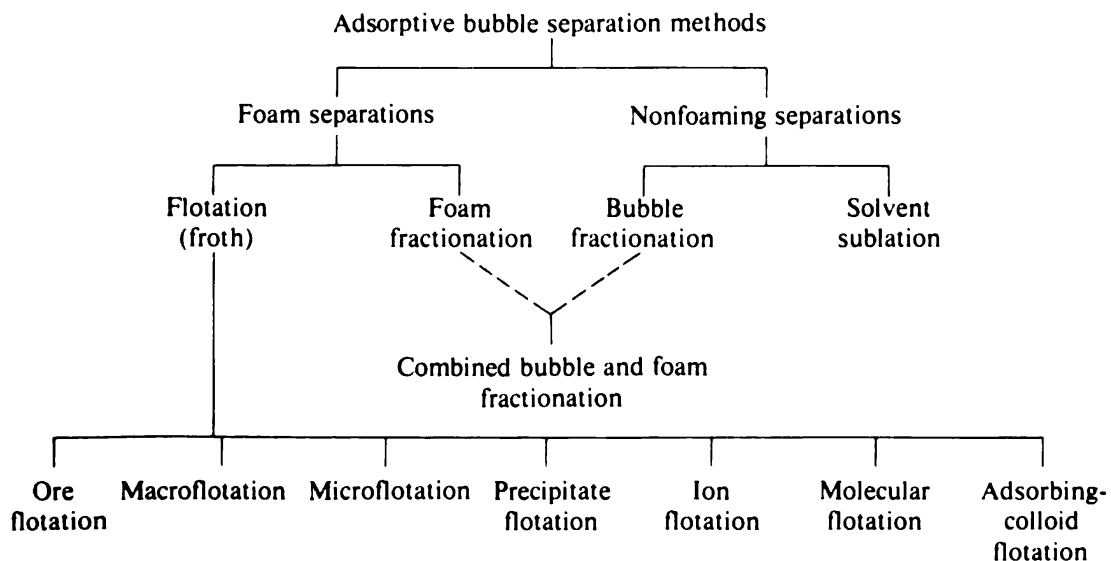 Adsorptive bubble separation methods
Foam separations
Nonfoaming separations
Flotation
(froth)
Foam
fractionation
Bubble
fractionation
Solvent
sublation
Combined bubble and foam
fractionation
Ore
flotation
Macroflotation
Microflotation
Precipitate
flotation
Ion
flotation
Molecular
flotation
Adsorbing-
colloid
flotation